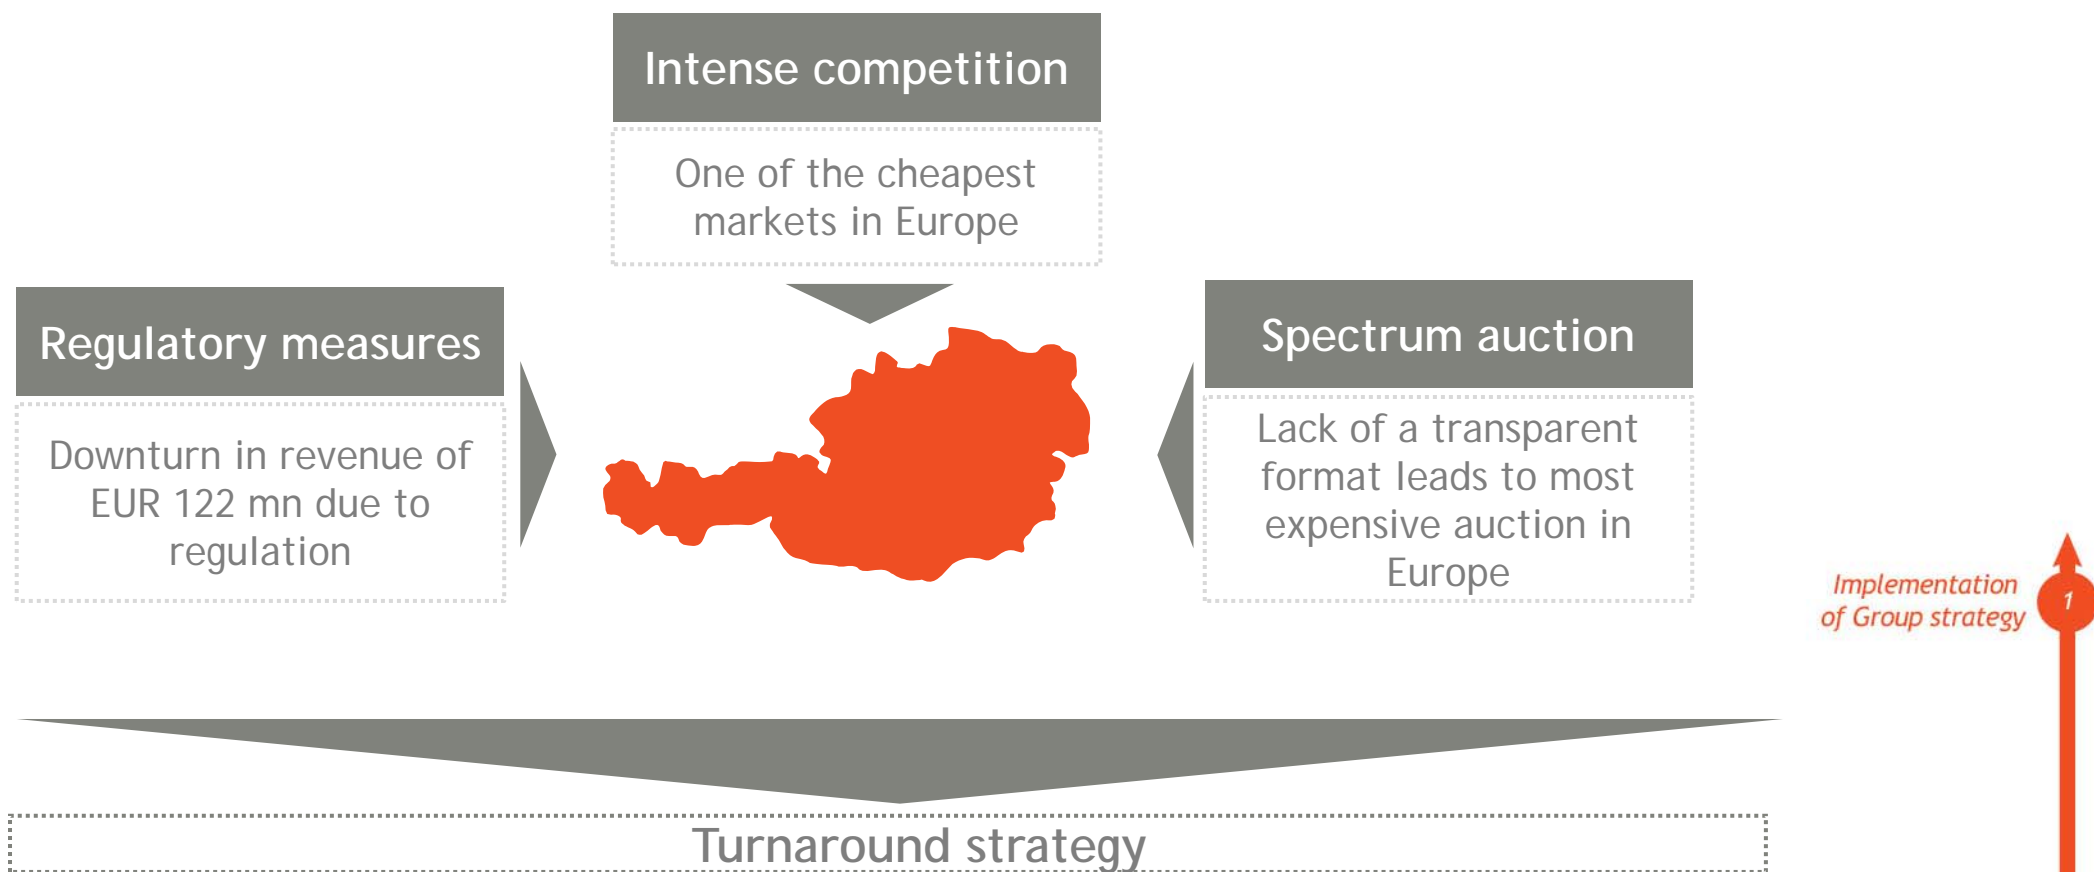 Intense competition
One of the cheapest
markets in Europe
Regulatory measures
Downturn in revenue of
EUR 122 mn due to
regulation
Spectrum auction
Lack of a transparent
format leads to most
expensive auction in
Europe
Implementation
of Group strategy
1
Turnaround strategy